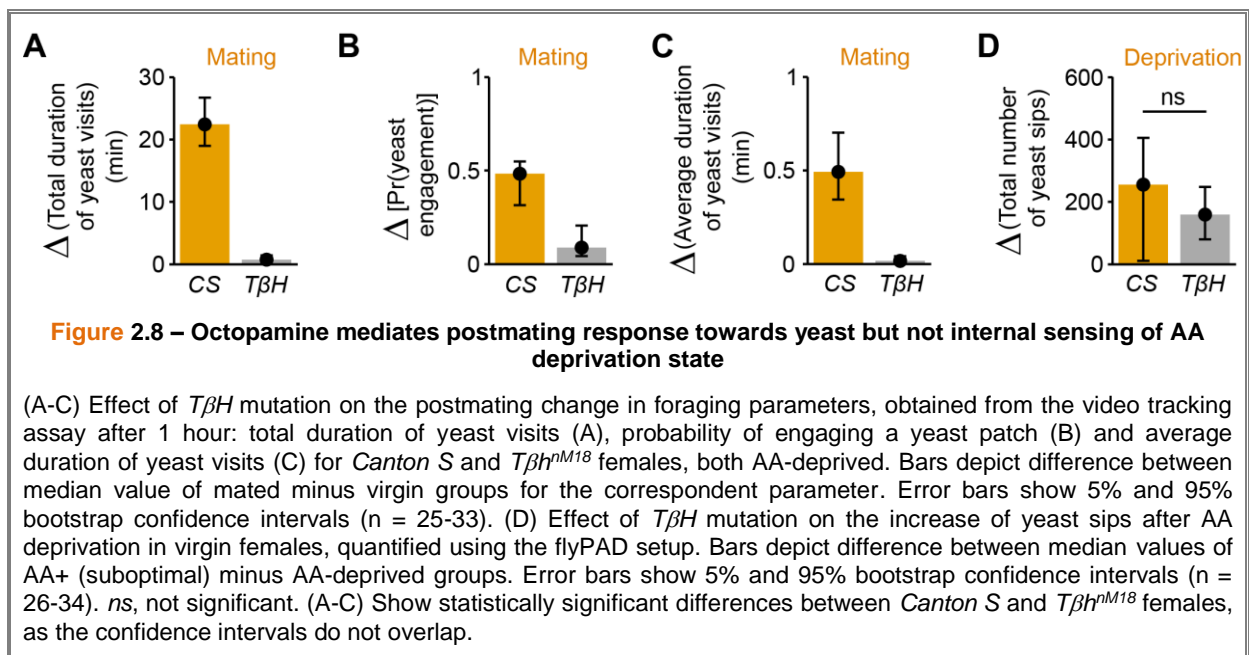 A
Mating
Δ (Total duration
of yeast visits)
(min)
30
20
10
0
CS TβH
B
Mating
Δ [Pr(yeast
engagement)]
1
0.5
0
CS TβH
C
Mating
Δ (Average duration
of yeast visits)
(min)
1
0.5
0
CS TβH
D
Deprivation
Δ (Total number
of yeast sips)
600
400
200
0
ns
CS TβH
Figure 2.8 – Octopamine mediates postmating response towards yeast but not internal sensing of AA
deprivation state
(A-C) Effect of TβH mutation on the postmating change in foraging parameters, obtained from the video tracking
assay after 1 hour: total duration of yeast visits (A), probability of engaging a yeast patch (B) and average
duration of yeast visits (C) for Canton S and Tβhnᴹ¹⁸ females, both AA-deprived. Bars depict difference between
median value of mated minus virgin groups for the correspondent parameter. Error bars show 5% and 95%
bootstrap confidence intervals (n = 25-33). (D) Effect of TβH mutation on the increase of yeast sips after AA
deprivation in virgin females, quantified using the flyPAD setup. Bars depict difference between median values of
AA+ (suboptimal) minus AA-deprived groups. Error bars show 5% and 95% bootstrap confidence intervals (n =
26-34). ns, not significant. (A-C) Show statistically significant differences between Canton S and Tβhnᴹ¹⁸ females,
as the confidence intervals do not overlap.